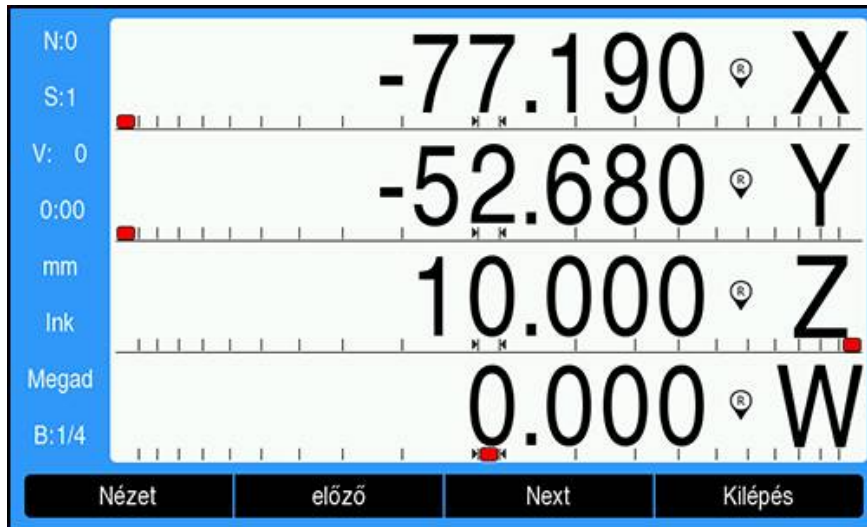 N:0
S:1
V: 0
0:00
mm
Ink
Megad
B:1/4
-77.190 ® X
-52.680 ® Y
10.000 ® Z
0.000 ® W
Nézet előző Next Kilépés